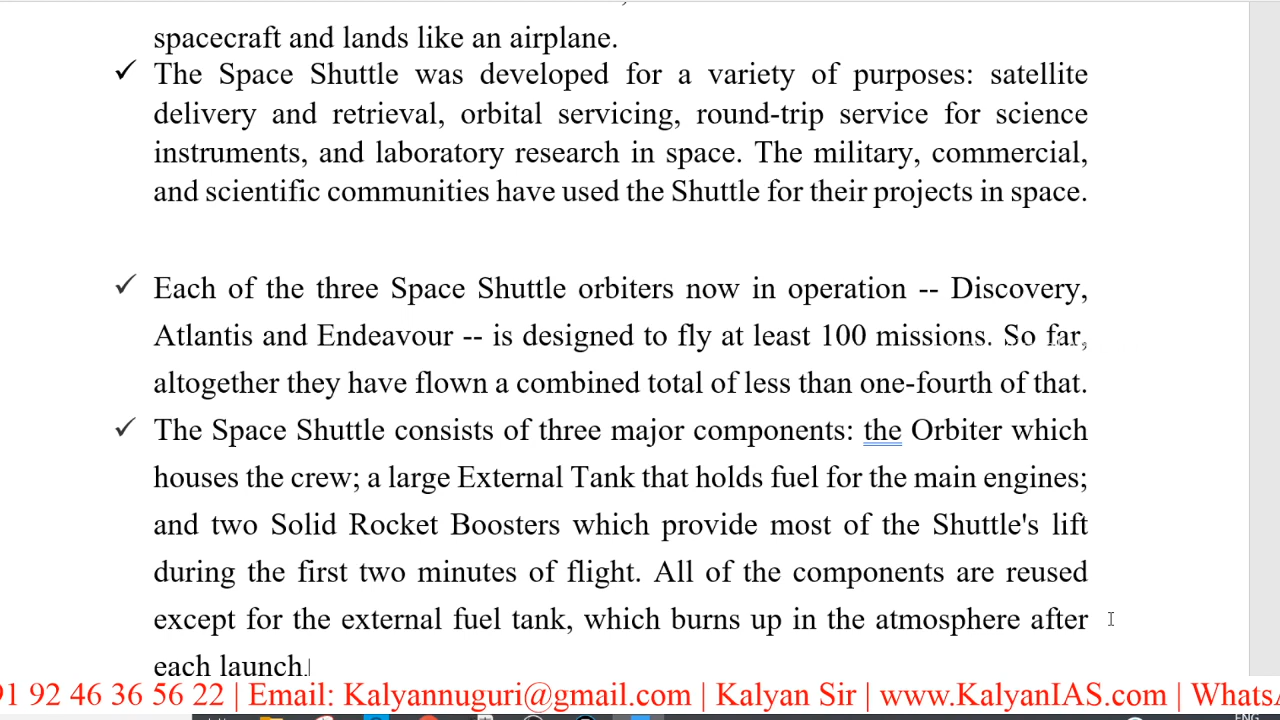 spacecraft and lands like an airplane.
✓ The Space Shuttle was developed for a variety of purposes: satellite
delivery and retrieval, orbital servicing, round-trip service for science
instruments, and laboratory research in space. The military, commercial,
and scientific communities have used the Shuttle for their projects in space.
✓ Each of the three Space Shuttle orbiters now in operation -- Discovery,
Atlantis and Endeavour -- is designed to fly at least 100 missions. So far,
altogether they have flown a combined total of less than one-fourth of that.
✓ The Space Shuttle consists of three major components: the Orbiter which
houses the crew; a large External Tank that holds fuel for the main engines;
and two Solid Rocket Boosters which provide most of the Shuttle's lift
during the first two minutes of flight. All of the components are reused
except for the external fuel tank, which burns up in the atmosphere after
each launch.
91 92 46 36 56 22 | Email: Kalyannuguri@gmail.com | Kalyan Sir | www.KalyanIAS.com | WhatsA
ENG